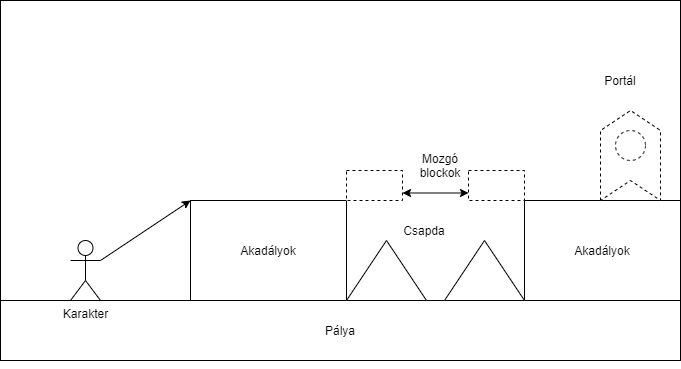 Portál
Mozgó
blockok
Csapda
Akadályok
Akadályok
Karakter
Pálya